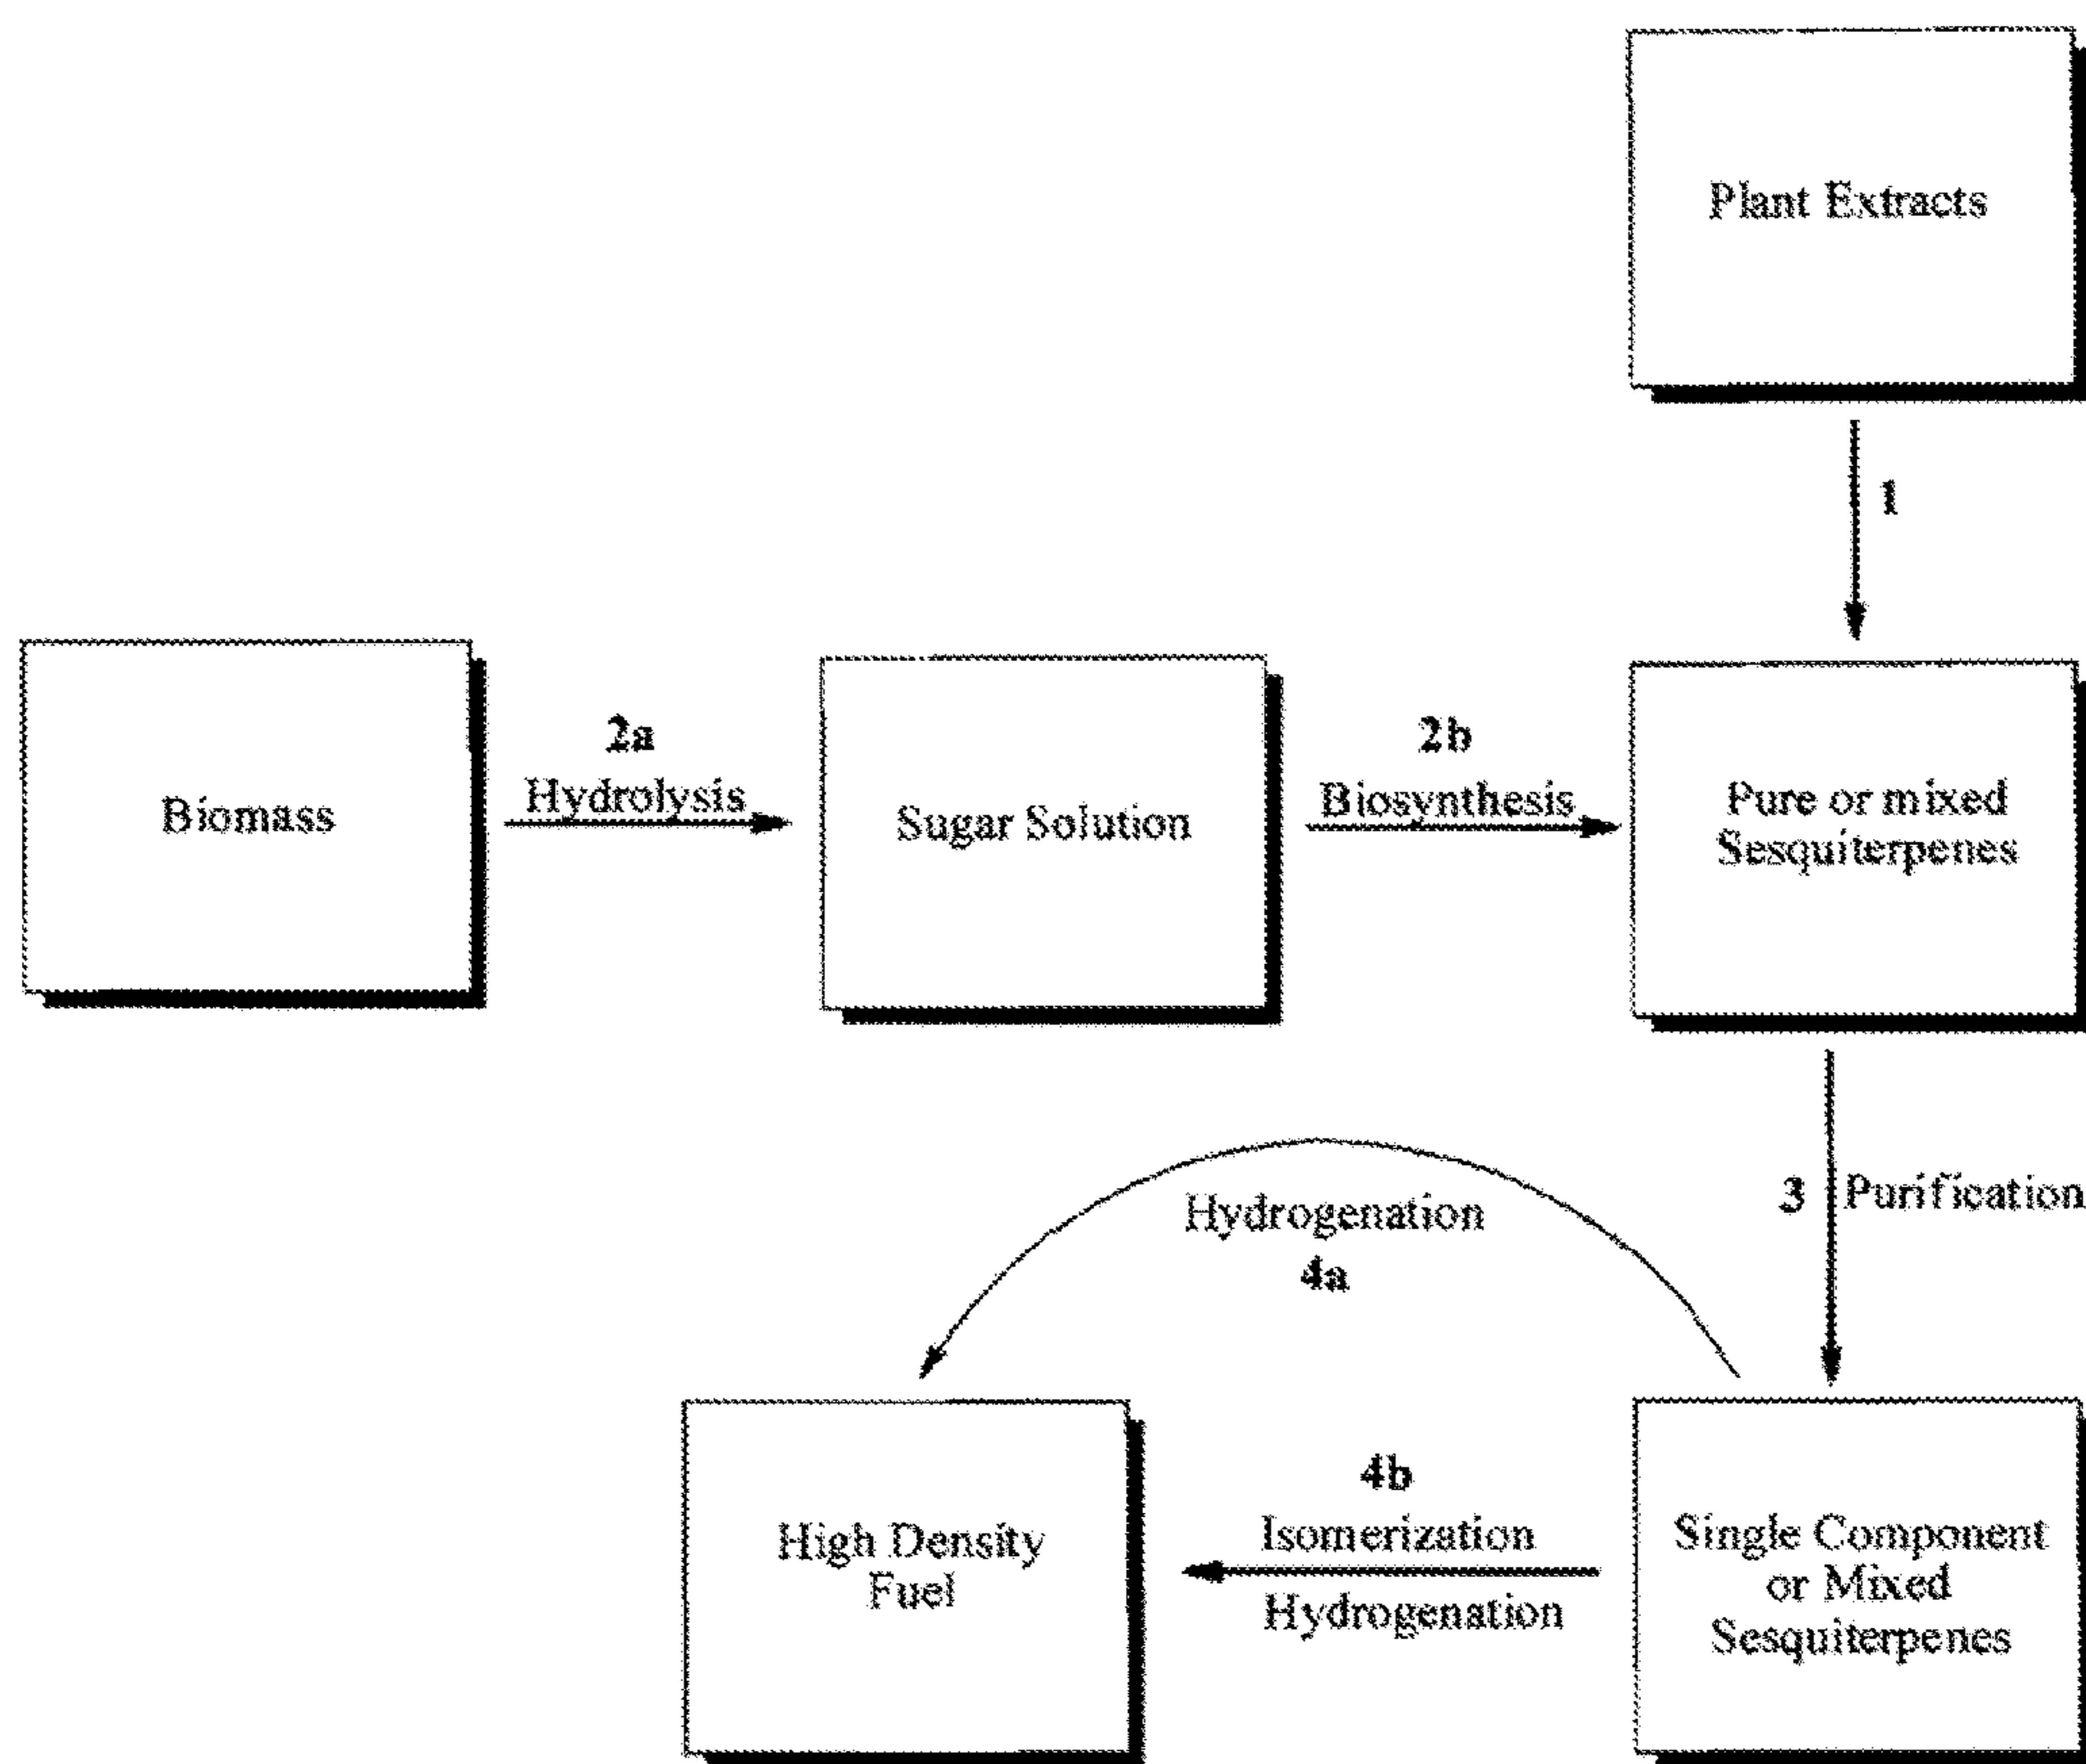 Plant Extracts
1
Biomass
2a
Hydrolysis
Sugar Solution
2b
Biosynthesis
Pure or mixed
Sesquiterpenes
3 Purification
Hydrogenation
4a
High Density
Fuel
4b
Isomerization
Hydrogenation
Single Component
or Mixed
Sesquiterpenes